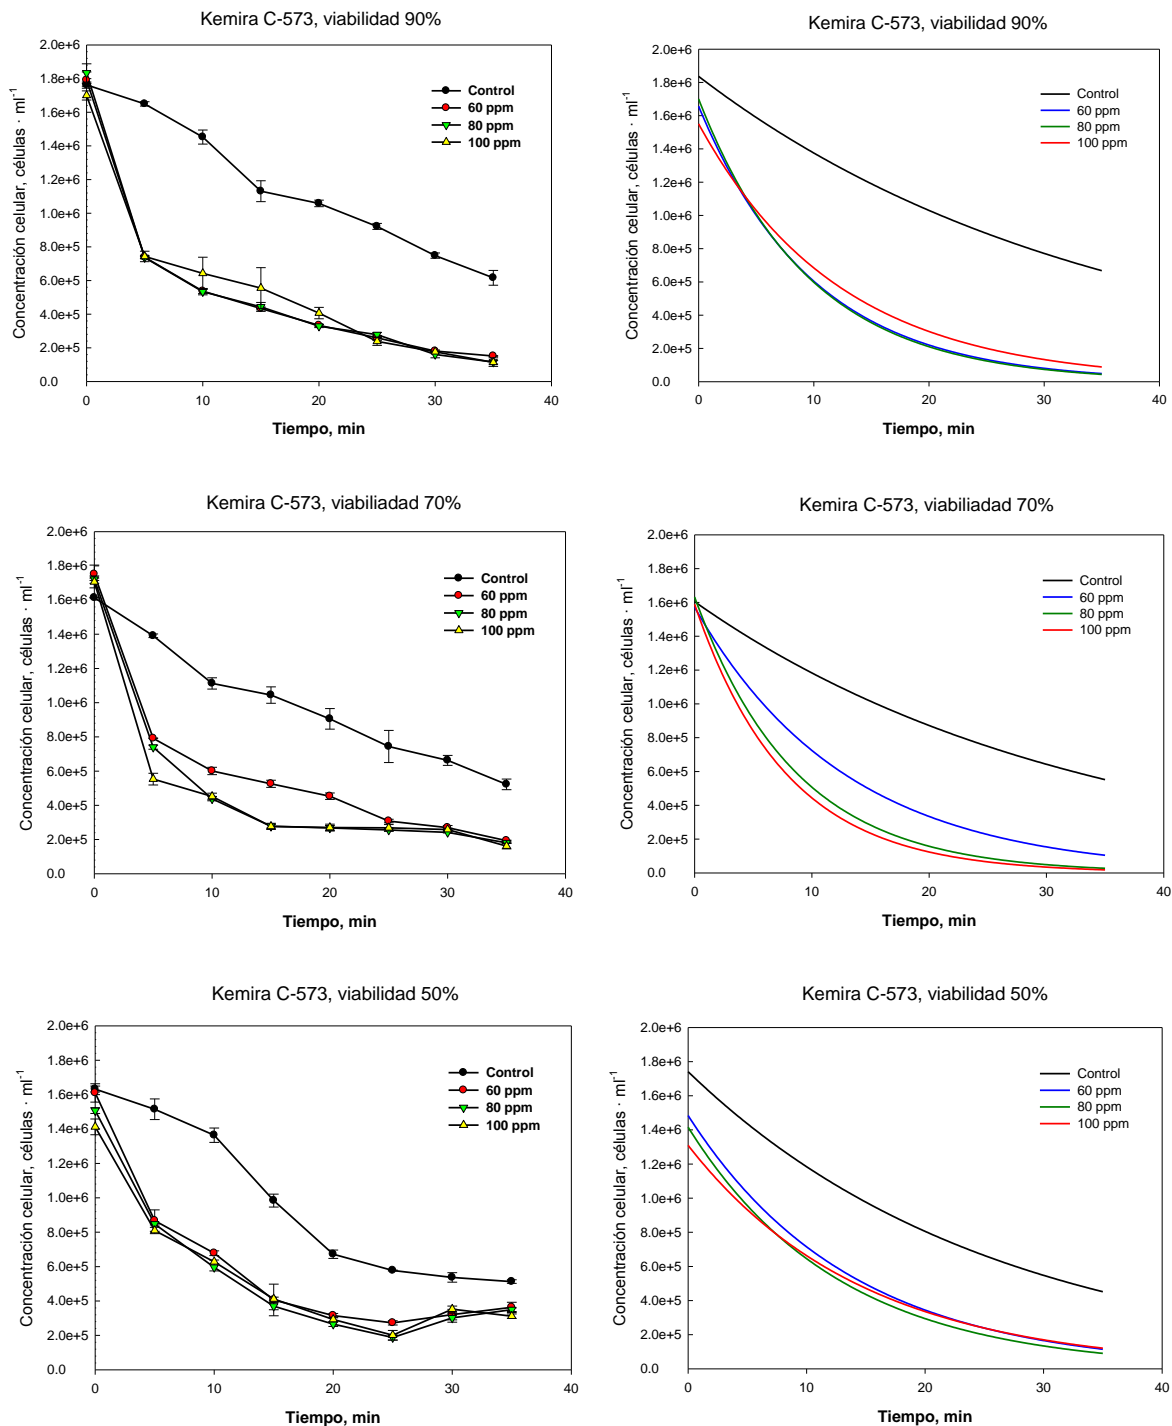 Kemira C-573, viabilidad 90%
Concentración celular, células · ml-1
2.0e+6
1.8e+6
1.6e+6
1.4e+6
1.2e+6
1.0e+6
8.0e+5
6.0e+5
4.0e+5
2.0e+5
0.0
0
10
20
30
40
Tiempo, min
Control
60 ppm
80 ppm
100 ppm
Kemira C-573, viabilidad 90%
Concentración celular, células · ml-1
2.0e+6
1.8e+6
1.6e+6
1.4e+6
1.2e+6
1.0e+6
8.0e+5
6.0e+5
4.0e+5
2.0e+5
0.0
0
10
20
30
40
Tiempo, min
Control
60 ppm
80 ppm
100 ppm
Kemira C-573, viabiliadad 70%
Concentración celular, células · ml-1
2.0e+6
1.8e+6
1.6e+6
1.4e+6
1.2e+6
1.0e+6
8.0e+5
6.0e+5
4.0e+5
2.0e+5
0.0
0
10
20
30
40
Tiempo, min
Control
60 ppm
80 ppm
100 ppm
Kemira C-573, viabiliadad 70%
Concentración celular, células · ml-1
2.0e+6
1.8e+6
1.6e+6
1.4e+6
1.2e+6
1.0e+6
8.0e+5
6.0e+5
4.0e+5
2.0e+5
0.0
0
10
20
30
40
Tiempo, min
Control
60 ppm
80 ppm
100 ppm
Kemira C-573, viabilidad 50%
Concentración celular, células · ml-1
2.0e+6
1.8e+6
1.6e+6
1.4e+6
1.2e+6
1.0e+6
8.0e+5
6.0e+5
4.0e+5
2.0e+5
0.0
0
10
20
30
40
Tiempo, min
Control
60 ppm
80 ppm
100 ppm
Kemira C-573, viabilidad 50%
Concentración celular, células · ml-1
2.0e+6
1.8e+6
1.6e+6
1.4e+6
1.2e+6
1.0e+6
8.0e+5
6.0e+5
4.0e+5
2.0e+5
0.0
0
10
20
30
40
Tiempo, min
Control
60 ppm
80 ppm
100 ppm